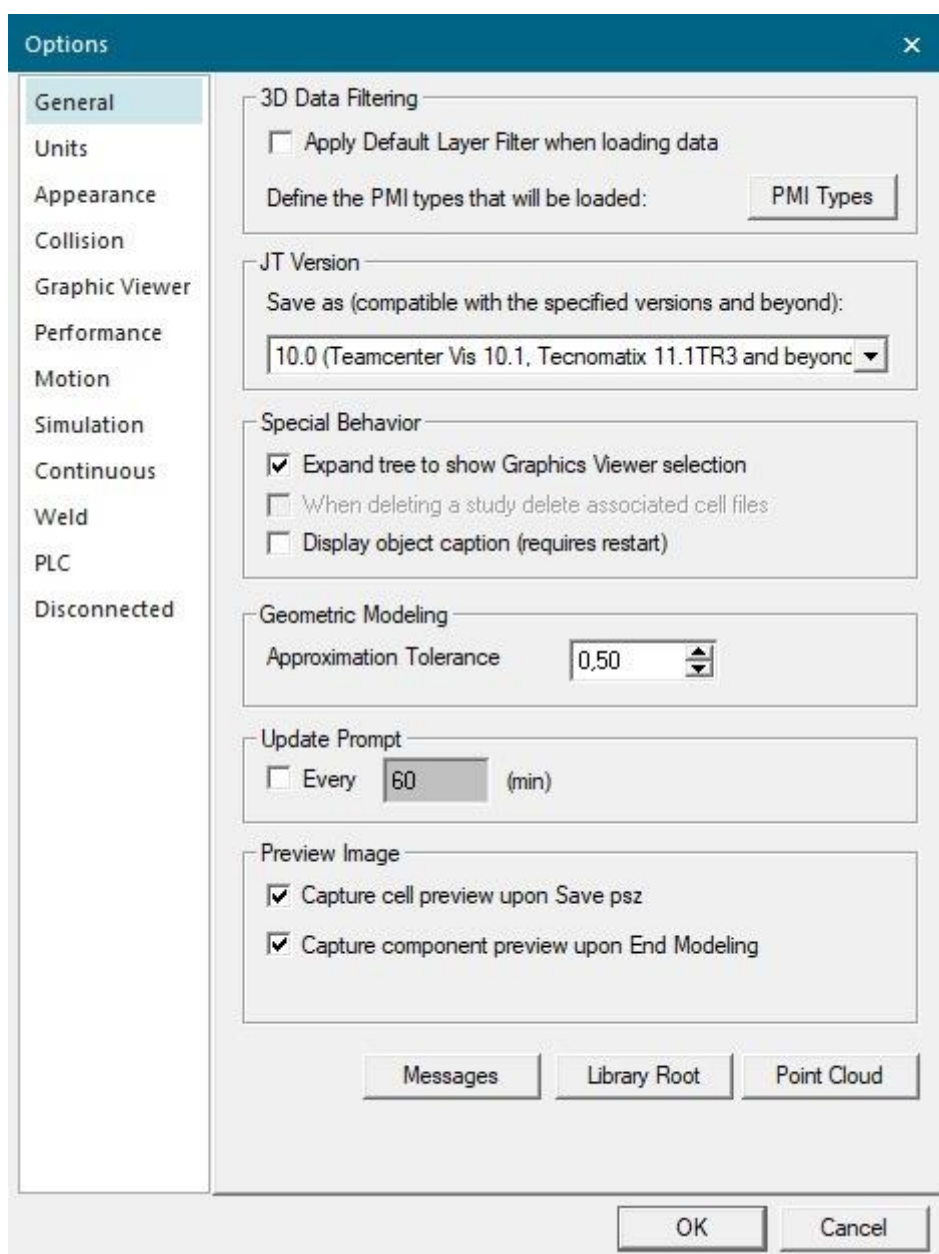 Options
General
Units
Appearance
Collision
Graphic Viewer
Performance
Motion
Simulation
Continuous
Weld
PLC
Disconnected
3D Data Filtering
Apply Default Layer Filter when loading data
Define the PMI types that will be loaded:
PMI Types
JT Version
Save as (compatible with the specified versions and beyond):
10.0 (Teamcenter Vis 10.1, Tecnomatix 11.1TR3 and beyond
Special Behavior
Expand tree to show Graphics Viewer selection
When deleting a study delete associated cell files
Display object caption (requires restart)
Geometric Modeling
Approximation Tolerance
0,50
Update Prompt
Every 60 (min)
Preview Image
Capture cell preview upon Save psz
Capture component preview upon End Modeling
Messages
Library Root
Point Cloud
OK
Cancel